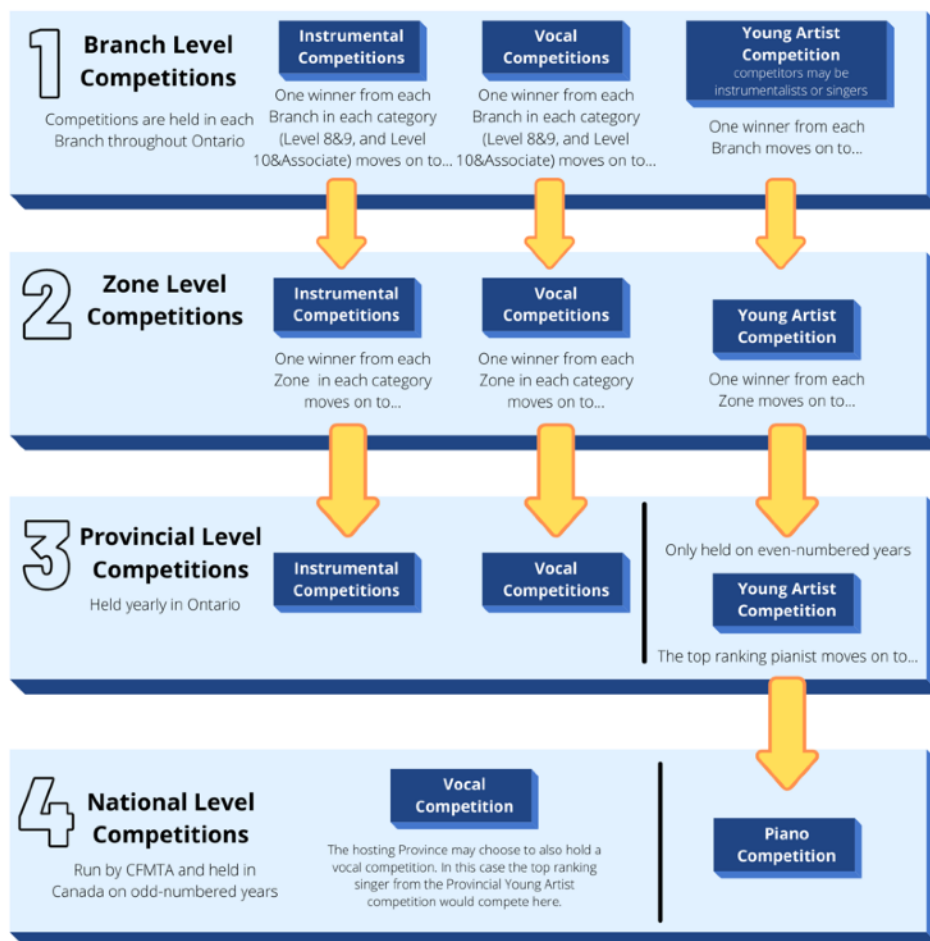 1
Branch Level
Competitions
Competitions are held in each
Branch throughout Ontario
Instrumental
Competitions
One winner from each
Branch in each category
(Level 8&9, and Level
10&Associate) moves on to...
Vocal
Competitions
One winner from each
Branch in each category
(Level 8&9, and Level
10&Associate) moves on to...
Young Artist
Competition
competitors may be
instrumentalists or singers
One winner from each
Branch moves on to...
2
Zone Level
Competitions
Instrumental
Competitions
One winner from each
Zone in each category
moves on to...
Vocal
Competitions
One winner from each
Zone in each category
moves on to...
Young Artist
Competition
One winner from each
Zone moves on to...
3
Provincial Level
Competitions
Held yearly in Ontario
Instrumental
Competitions
Vocal
Competitions
Only held on even-numbered years
Young Artist
Competition
The top ranking pianist moves on to...
4
National Level
Competitions
Run by CFMTA and held in
Canada on odd-numbered years
Vocal
Competition
The hosting Province may choose to also hold a
vocal competition. In this case the top ranking
singer from the Provincial Young Artist
competition would compete here.
Piano
Competition